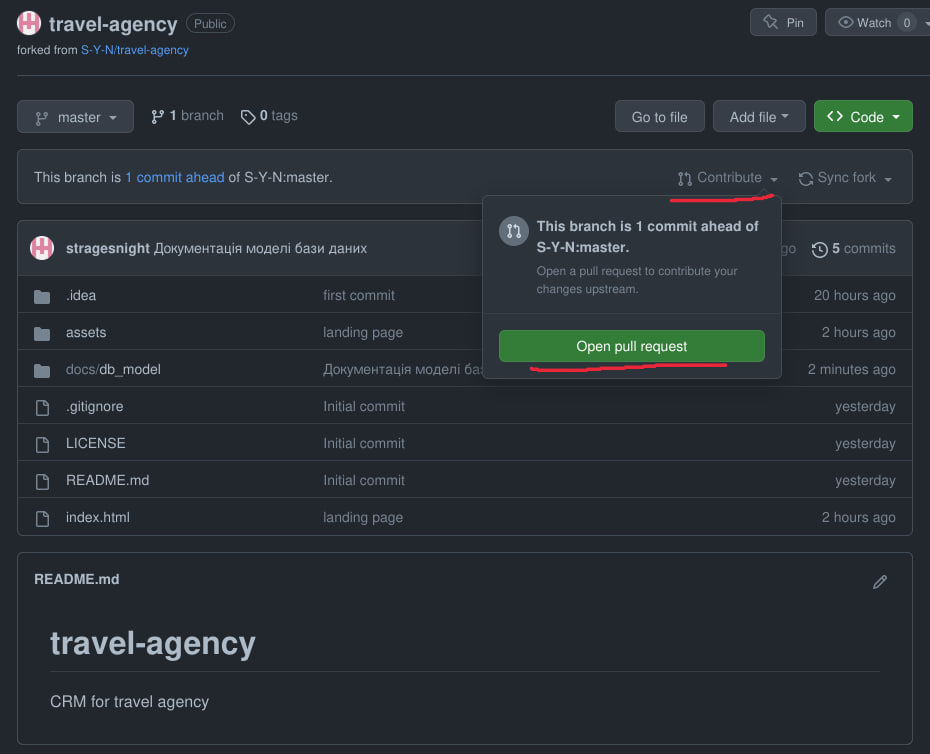 travel-agency Public
Pin
Watch 0
forked from S-Y-N/travel-agency
master
1 branch
0 tags
Go to file
Add file
Code
This branch is 1 commit ahead of S-Y-N:master.
Contribute
Sync fork
This branch is 1 commit ahead of
S-Y-N:master.
Open a pull request to contribute your
changes upstream.
Open pull request
stragesnight Документація моделі бази даних
go
5 commits
.idea first commit 20 hours ago
assets landing page 2 hours ago
docs/db_model Документація моделі баз 2 minutes ago
.gitignore Initial commit yesterday
LICENSE Initial commit yesterday
README.md Initial commit yesterday
index.html landing page 2 hours ago
README.md
travel-agency
CRM for travel agency